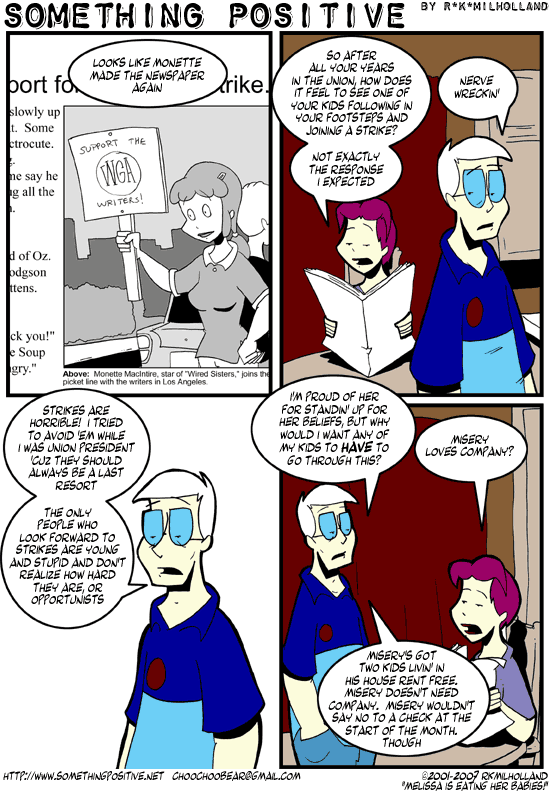 SOMETHING POSITIVE BY R*K*MILHOLLAND
LOOKS LIKE MONETTE
MADE THE NEWSPAPER
AGAIN
port fo
rike.
slowly up
t. Some
ctrocute.
g.
me say he
ng all the
n.
d of Oz.
odgson
ttens.
ck you!"
e Soup
gry."
SUPPORT THE
WGA
WRITERS!
Above: Monette MacIntire, star of "Wired Sisters," joins the
picket line with the writers in Los Angeles.
SO AFTER
ALL YOUR YEARS
IN THE UNION, HOW DOES
IT FEEL TO SEE ONE OF
YOUR KIDS FOLLOWING IN
YOUR FOOTSTEPS AND
JOINING A STRIKE?
NERVE
WRECKIN'
NOT EXACTLY
THE RESPONSE
I EXPECTED
STRIKES ARE
HORRIBLE! I TRIED
TO AVOID 'EM WHILE
I WAS UNION PRESIDENT
'CUZ THEY SHOULD
ALWAYS BE A LAST
RESORT
THE ONLY
PEOPLE WHO
LOOK FORWARD TO
STRIKES ARE YOUNG
AND STUPID AND DON'T
REALIZE HOW HARD
THEY ARE, OR
OPPORTUNISTS
I'M PROUD OF HER
FOR STANDIN' UP FOR
HER BELIEFS, BUT WHY
WOULD I WANT ANY OF
MY KIDS TO HAVE TO
GO THROUGH THIS?
MISERY
LOVES COMPANY?
MISERY'S GOT
TWO KIDS LIVIN' IN
HIS HOUSE RENT FREE.
MISERY DOESN'T NEED
COMPANY. MISERY WOULDN'T
SAY NO TO A CHECK AT THE
START OF THE MONTH.
THOUGH
HTTP://WWW.SOMETHINGPOSITIVE.NET CHOOCHOOBEAR@GMAIL.COM
©2001-2007 RKMILHOLLAND
"MELISSA IS EATING HER BABIES!"